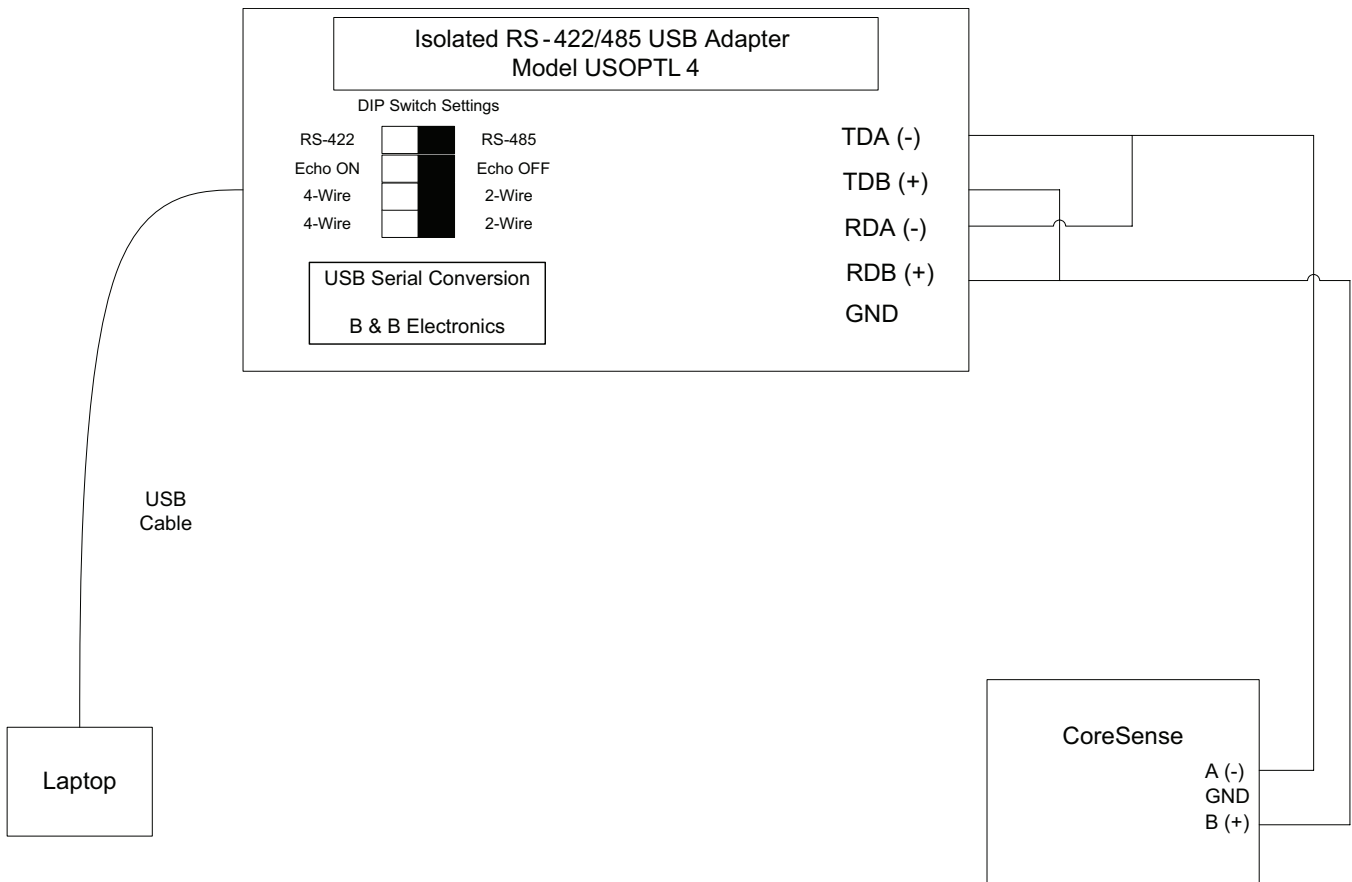 Isolated RS-422/485 USB Adapter
Model USOPTL 4
DIP Switch Settings
RS-422 RS-485
Echo ON Echo OFF
4-Wire 2-Wire
4-Wire 2-Wire
USB Serial Conversion
B & B Electronics
TDA (-)
TDB (+)
RDA (-)
RDB (+)
GND
USB
Cable
Laptop
CoreSense
A (-)
GND
B (+)